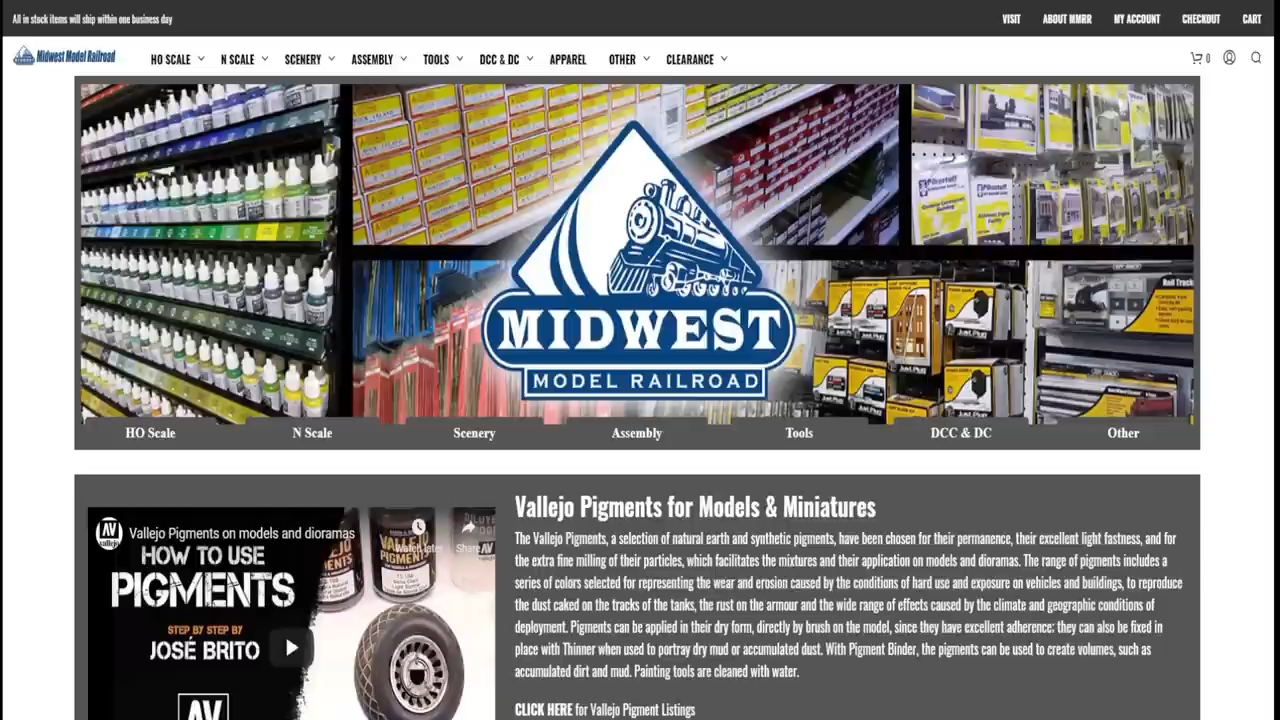 All in stock items will ship within one business day
VISIT ABOUT MMRR MY ACCOUNT CHECKOUT CART
Midwest Model Railroad
HO SCALE N SCALE SCENERY ASSEMBLY TOOLS DCC & DC APPAREL OTHER CLEARANCE
0
MIDWEST
MODEL RAILROAD
HO Scale N Scale Scenery Assembly Tools DCC & DC Other
Vallejo Pigments for Models & Miniatures
The Vallejo Pigments, a selection of natural earth and synthetic pigments, have been chosen for their permanence, their excellent light fastness, and for
the extra fine milling of their particles, which facilitates the mixtures and their application on models and dioramas. The range of pigments includes a
series of colors selected for representing the wear and erosion caused by the conditions of hard use and exposure on vehicles and buildings, to reproduce
the dust caked on the tracks of the tanks, the rust on the armour and the wide range of effects caused by the climate and geographic conditions of
deployment. Pigments can be applied in their dry form, directly by brush on the model, since they have excellent adherence; they can also be fixed in
place with Thinner when used to portray dry mud or accumulated dust. With Pigment Binder, the pigments can be used to create volumes, such as
accumulated dirt and mud. Painting tools are cleaned with water.
CLICK HERE for Vallejo Pigment Listings
AV
vallejo
Vallejo Pigments on models and dioramas
Watch later Share
HOW TO USE
PIGMENTS
STEP BY STEP BY
JOSÉ BRITO
AV
VALLEJO
PIGMENTS